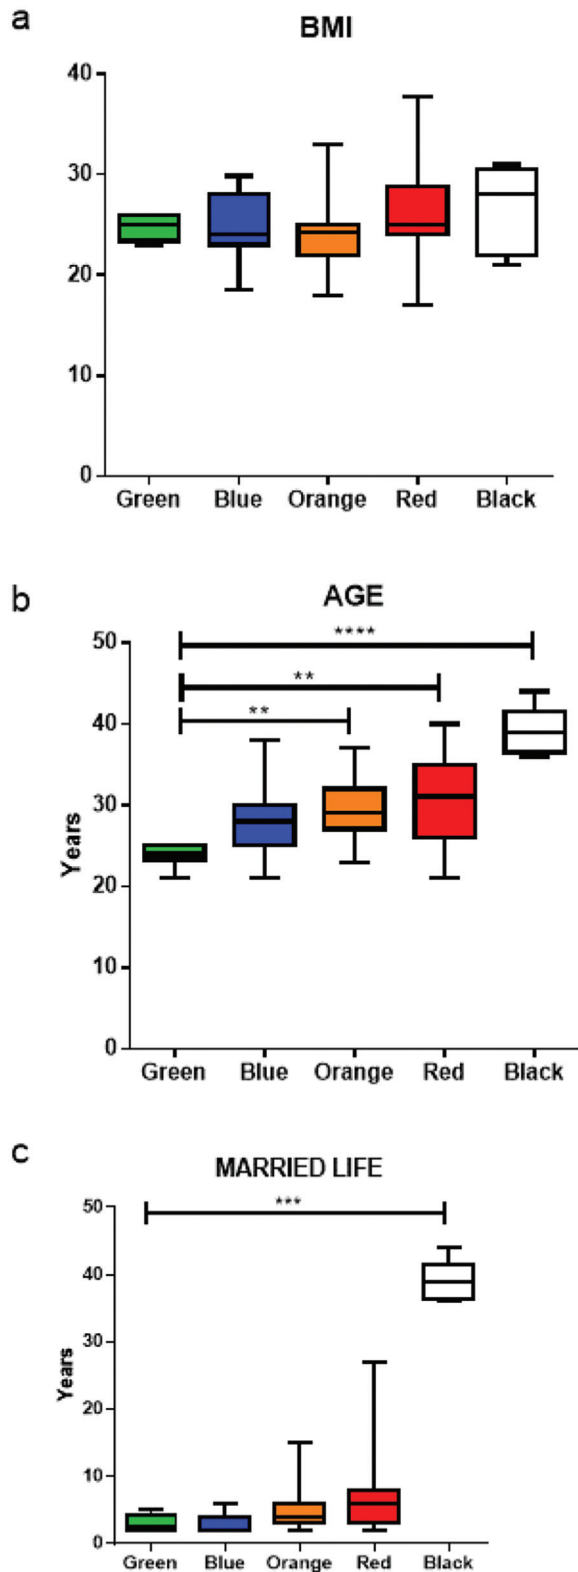 a
BMI
40
30
20
10
0
Green Blue Orange Red Black
b
AGE
50
****
**
**
40
30
20
10
0
Years
Green Blue Orange Red Black
c
MARRIED LIFE
50
***
40
30
20
10
0
Years
Green Blue Orange Red Black